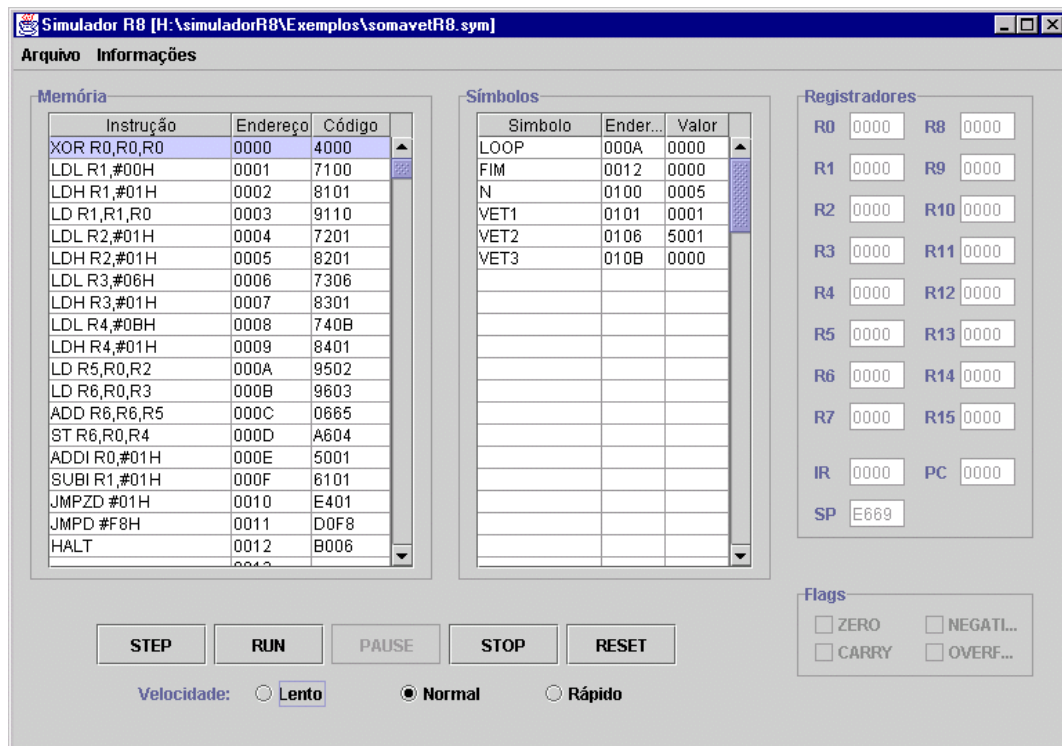 Simulador R8 [H:\simuladorR8\Exemplos\somavetR8.sym]
Arquivo Informações
Memória
Instrução Endereço Código
XOR R0,R0,R0 0000 4000
LDL R1,#00H 0001 7100
LDH R1,#01H 0002 8101
LD R1,R1,R0 0003 9110
LDL R2,#01H 0004 7201
LDH R2,#01H 0005 8201
LDL R3,#06H 0006 7306
LDH R3,#01H 0007 8301
LDL R4,#0BH 0008 740B
LDH R4,#01H 0009 8401
LD R5,R0,R2 000A 9502
LD R6,R0,R3 000B 9603
ADD R6,R6,R5 000C 0665
ST R6,R0,R4 000D A604
ADDI R0,#01H 000E 5001
SUBI R1,#01H 000F 6101
JMPZD #01H 0010 E401
JMPD #F8H 0011 D0F8
HALT 0012 B006
Símbolos
Simbolo Ender... Valor
LOOP 000A 0000
FIM 0012 0000
N 0100 0005
VET1 0101 0001
VET2 0106 5001
VET3 010B 0000
Registradores
R0 0000 R8 0000
R1 0000 R9 0000
R2 0000 R10 0000
R3 0000 R11 0000
R4 0000 R12 0000
R5 0000 R13 0000
R6 0000 R14 0000
R7 0000 R15 0000
IR 0000 PC 0000
SP E669
Flags
ZERO NEGATI...
CARRY OVERF...
STEP RUN PAUSE STOP RESET
Velocidade: Lento Normal Rápido